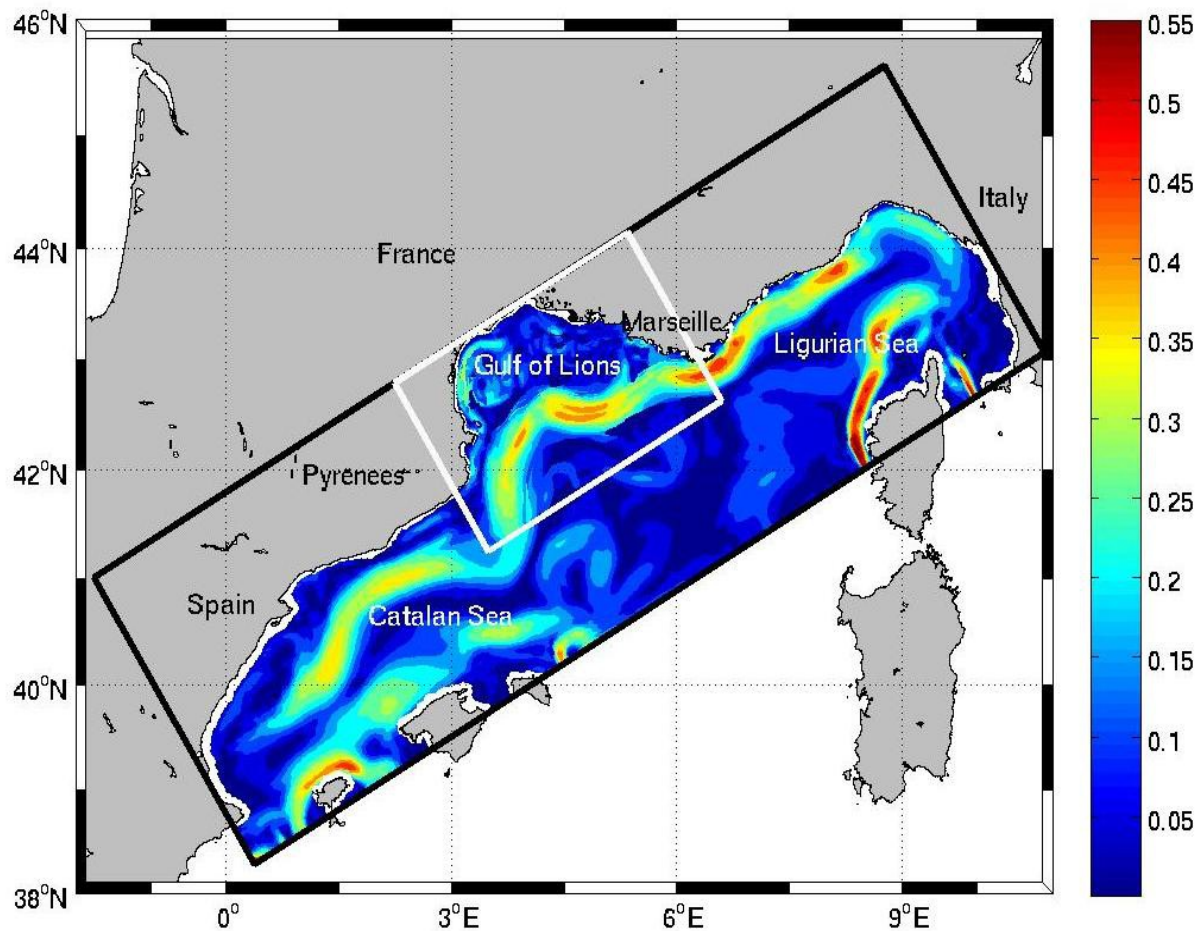 46°N
44°N
42°N
40°N
38°N
0°
3°E
6°E
9°E
Italy
France
Marseille
Ligurian Sea
Gulf of Lions
Pyrenees
Spain
Catalan Sea
0.55
0.5
0.45
0.4
0.35
0.3
0.25
0.2
0.15
0.1
0.05